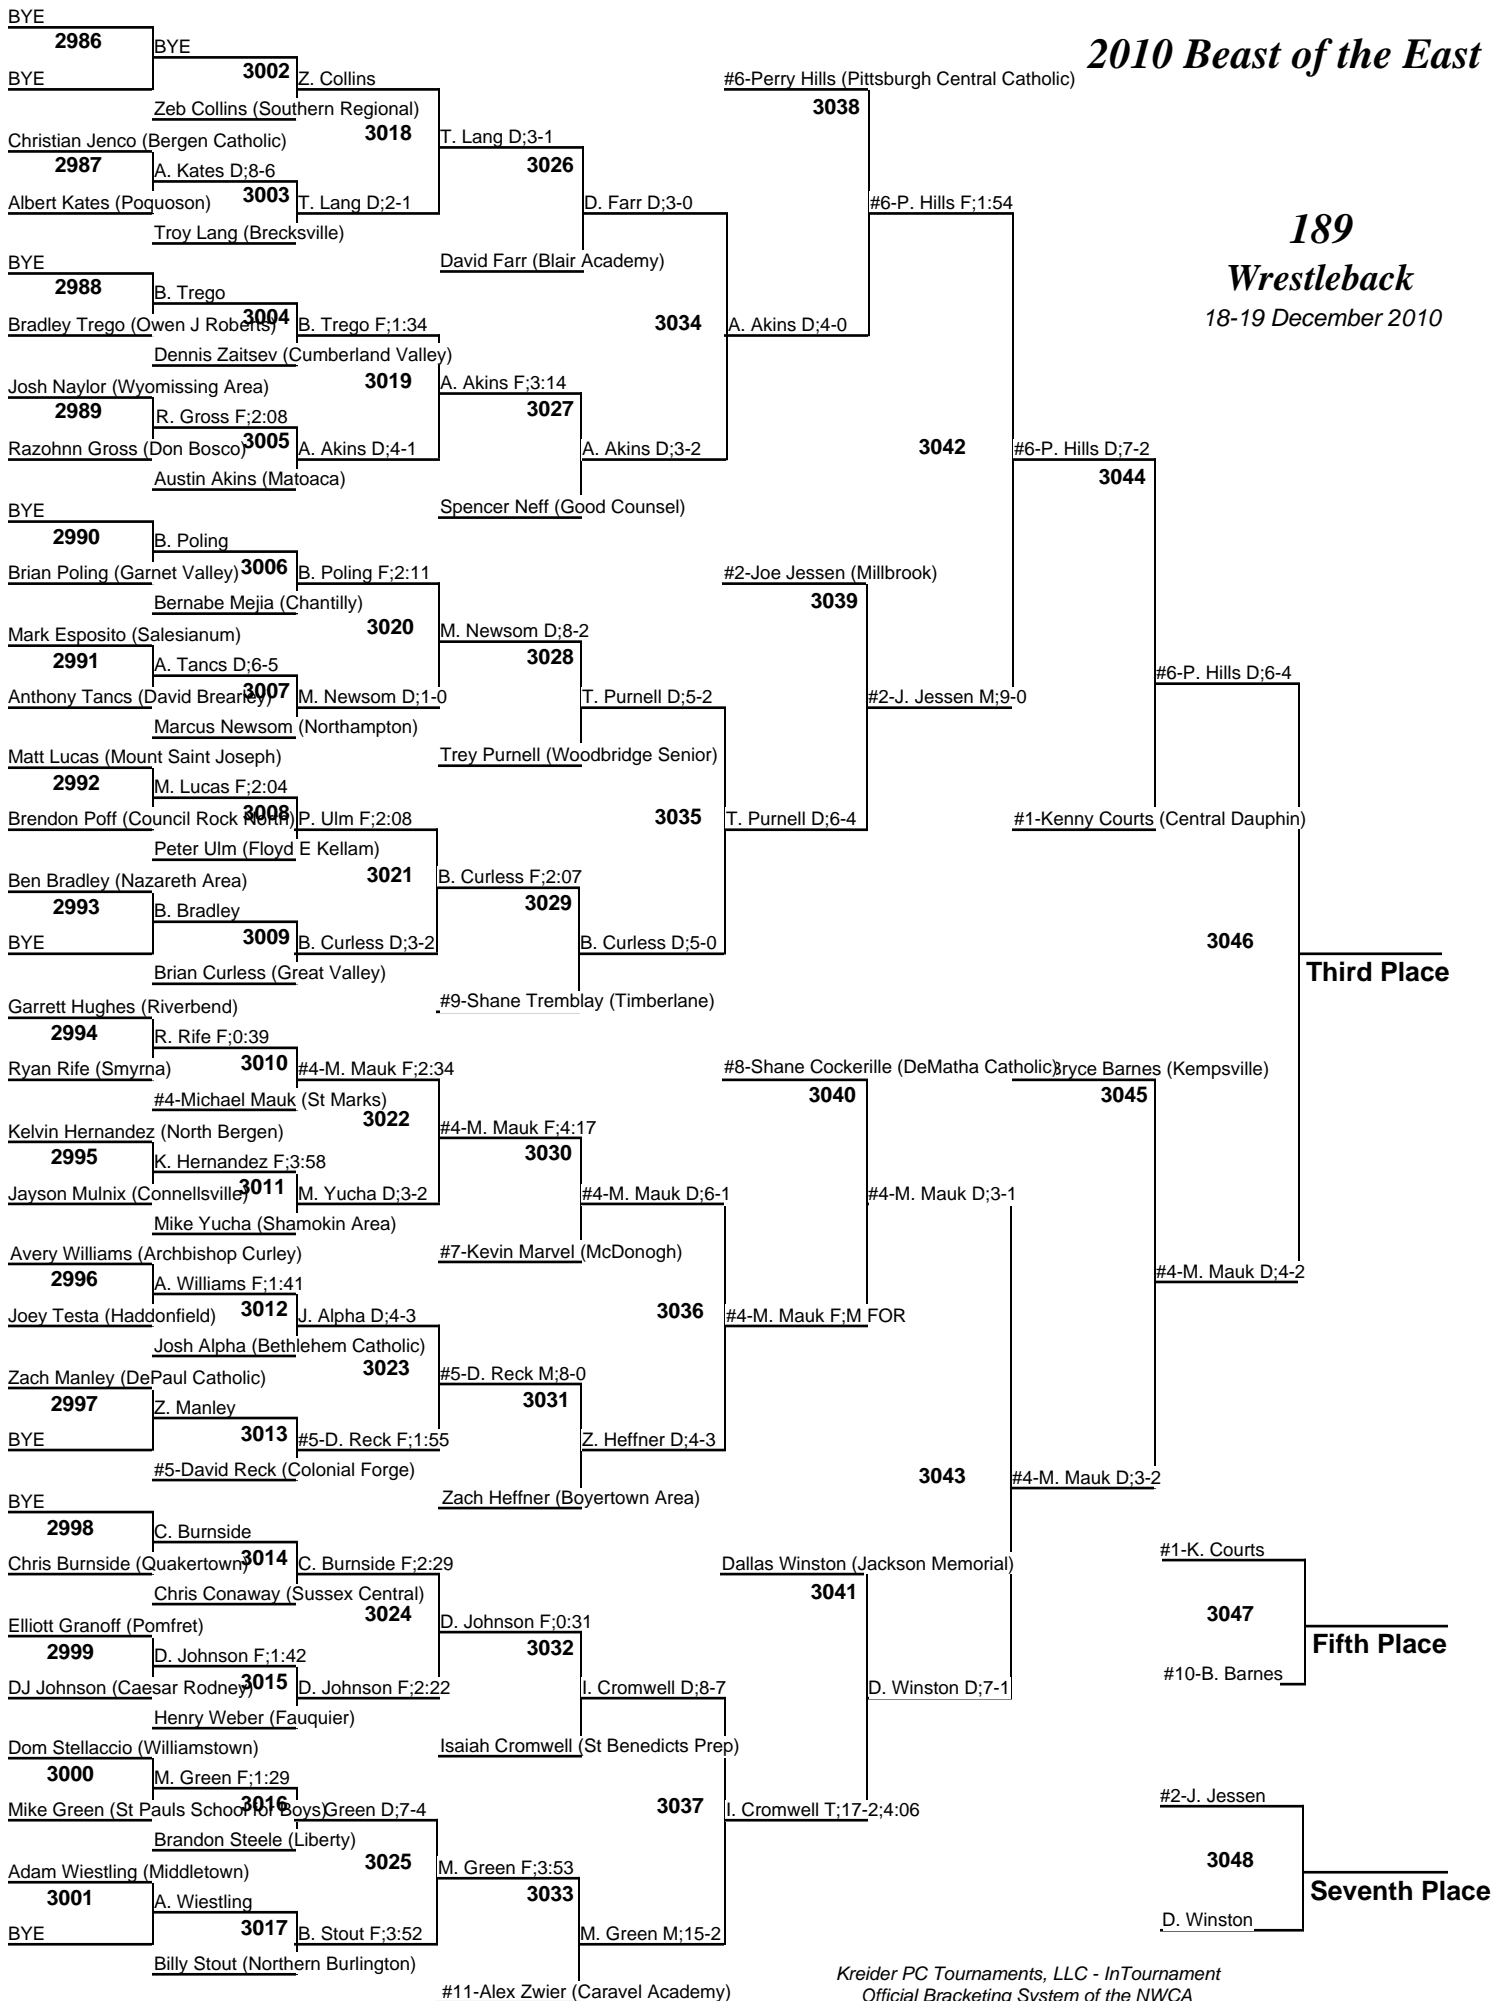 2010 Beast of the East
189
Wrestleback
18-19 December 2010
BYE
2986
BYE
BYE
3002
Z. Collins
Zeb Collins (Southern Regional)
3018
Christian Jenco (Bergen Catholic)
2987
A. Kates D;8-6
Albert Kates (Poquoson)
3003
T. Lang D;2-1
Troy Lang (Brecksville)
T. Lang D;3-1
3026
D. Farr D;3-0
David Farr (Blair Academy)
BYE
2988
B. Trego
Bradley Trego (Owen J Roberts)
3004
B. Trego F;1:34
Dennis Zaitsev (Cumberland Valley)
3019
Josh Naylor (Wyomissing Area)
2989
R. Gross F;2:08
Razohnn Gross (Don Bosco)
3005
A. Akins D;4-1
Austin Akins (Matoaca)
A. Akins F;3:14
3027
A. Akins D;3-2
Spencer Neff (Good Counsel)
3034
A. Akins D;4-0
#6-Perry Hills (Pittsburgh Central Catholic)
3038
#6-P. Hills F;1:54
BYE
2990
B. Poling
Brian Poling (Garnet Valley)
3006
B. Poling F;2:11
Bernabe Mejia (Chantilly)
3020
Mark Esposito (Salesianum)
2991
A. Tancs D;6-5
Anthony Tancs (David Brearley)
3007
M. Newsom D;1-0
Marcus Newsom (Northampton)
M. Newsom D;8-2
3028
T. Purnell D;5-2
Trey Purnell (Woodbridge Senior)
Matt Lucas (Mount Saint Joseph)
2992
M. Lucas F;2:04
Brendon Poff (Council Rock North)
3008
P. Ulm F;2:08
Peter Ulm (Floyd E Kellam)
3021
Ben Bradley (Nazareth Area)
2993
B. Bradley
BYE
3009
B. Curless D;3-2
Brian Curless (Great Valley)
B. Curless F;2:07
3029
B. Curless D;5-0
#9-Shane Tremblay (Timberlane)
3035
T. Purnell D;6-4
#2-Joe Jessen (Millbrook)
3039
#2-J. Jessen M;9-0
3042
#6-P. Hills D;7-2
3044
#6-P. Hills D;6-4
#1-Kenny Courts (Central Dauphin)
3046
Third Place
Garrett Hughes (Riverbend)
2994
R. Rife F;0:39
Ryan Rife (Smyrna)
3010
#4-M. Mauk F;2:34
#4-Michael Mauk (St Marks)
3022
Kelvin Hernandez (North Bergen)
2995
K. Hernandez F;3:58
Jayson Mulnix (Connellsville)
3011
M. Yucha D;3-2
Mike Yucha (Shamokin Area)
#4-M. Mauk F;4:17
3030
#4-M. Mauk D;6-1
#7-Kevin Marvel (McDonogh)
Avery Williams (Archbishop Curley)
2996
A. Williams F;1:41
Joey Testa (Haddonfield)
3012
J. Alpha D;4-3
Josh Alpha (Bethlehem Catholic)
3023
Zach Manley (DePaul Catholic)
2997
Z. Manley
BYE
3013
#5-D. Reck F;1:55
#5-David Reck (Colonial Forge)
#5-D. Reck M;8-0
3031
Z. Heffner D;4-3
Zach Heffner (Boyertown Area)
3036
#4-M. Mauk F;M FOR
#8-Shane Cockerille (DeMatha Catholic)
3040
#4-M. Mauk D;3-1
BYE
2998
C. Burnside
Chris Burnside (Quakertown)
3014
C. Burnside F;2:29
Chris Conaway (Sussex Central)
3024
Elliott Granoff (Pomfret)
2999
D. Johnson F;1:42
DJ Johnson (Caesar Rodney)
3015
D. Johnson F;2:22
Henry Weber (Fauquier)
D. Johnson F;0:31
3032
I. Cromwell D;8-7
Isaiah Cromwell (St Benedicts Prep)
Dom Stellaccio (Williamstown)
3000
M. Green F;1:29
Mike Green (St Pauls School for Boys)
3016
Green D;7-4
Brandon Steele (Liberty)
3025
Adam Wiestling (Middletown)
3001
A. Wiestling
BYE
3017
B. Stout F;3:52
Billy Stout (Northern Burlington)
M. Green F;3:53
3033
M. Green M;15-2
#11-Alex Zwier (Caravel Academy)
3037
I. Cromwell T;17-2;4:06
Dallas Winston (Jackson Memorial)
3041
D. Winston D;7-1
3043
#4-M. Mauk D;3-2
Bryce Barnes (Kempsville)
3045
#4-M. Mauk D;4-2
#1-K. Courts
3047
Fifth Place
#10-B. Barnes
#2-J. Jessen
3048
Seventh Place
D. Winston
Kreider PC Tournaments, LLC - InTournament
Official Bracketing System of the NWCA